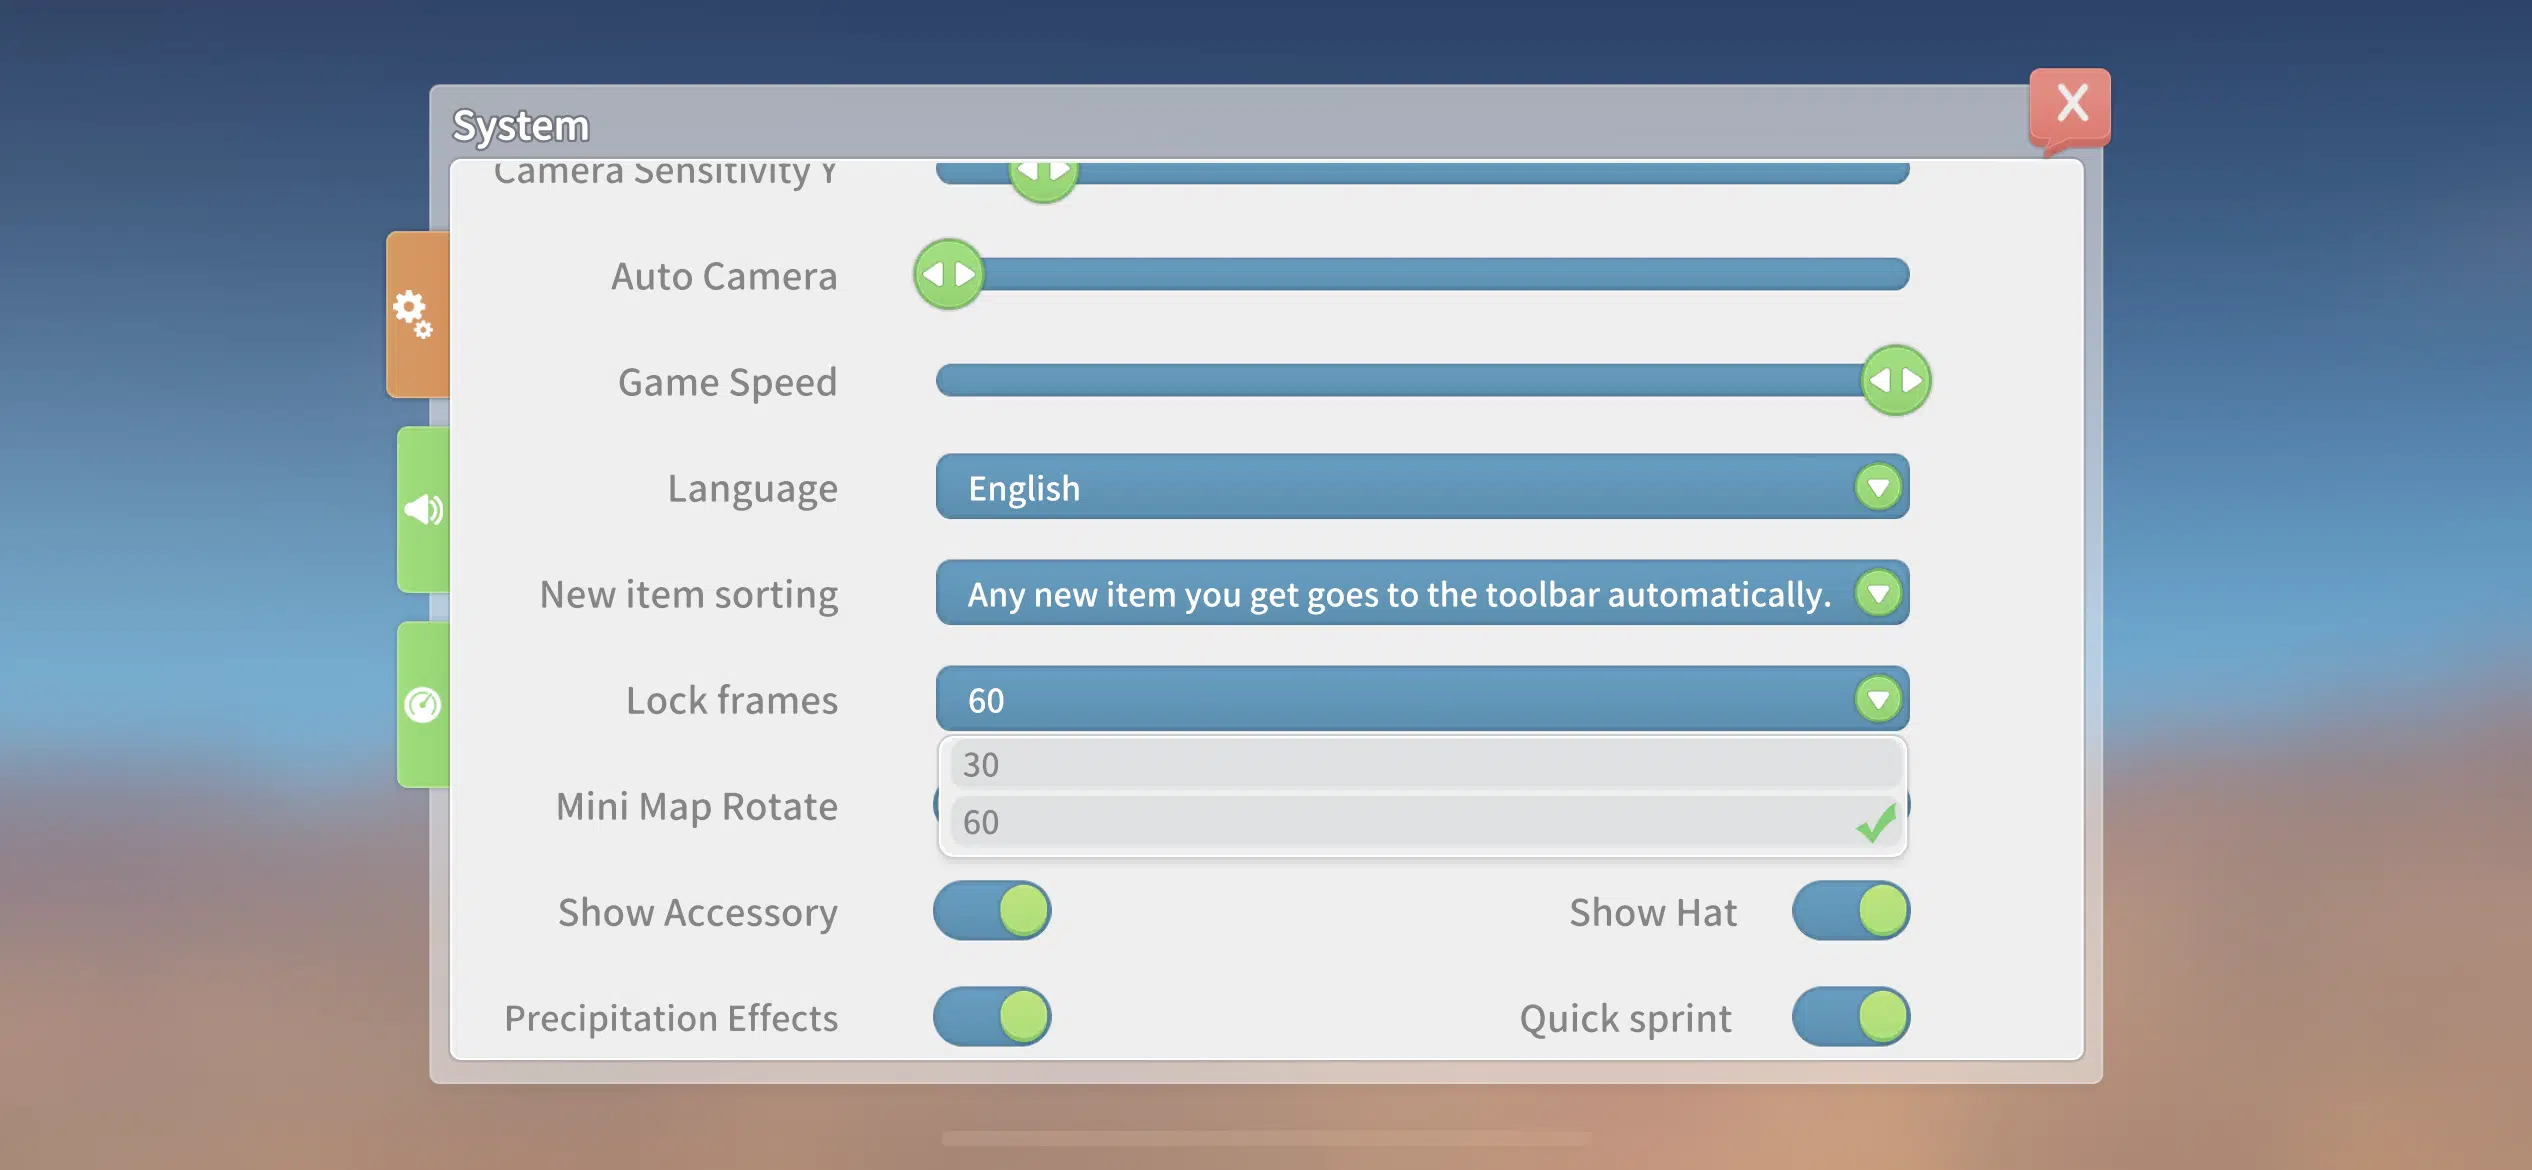 System
X
Camera Sensitivity Y
Auto Camera
Game Speed
Language English
New item sorting Any new item you get goes to the toolbar automatically.
Lock frames 60
30
Mini Map Rotate
60
Show Accessory Show Hat
Precipitation Effects Quick sprint